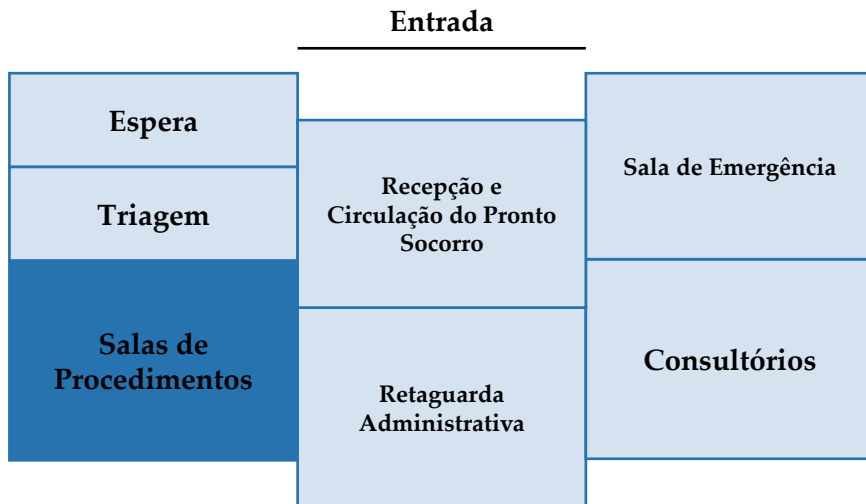 Entrada
Espera
Triagem
Salas de
Procedimentos
Recepção e
Circulação do Pronto
Socorro
Retaguarda
Administrativa
Sala de Emergência
Consultórios